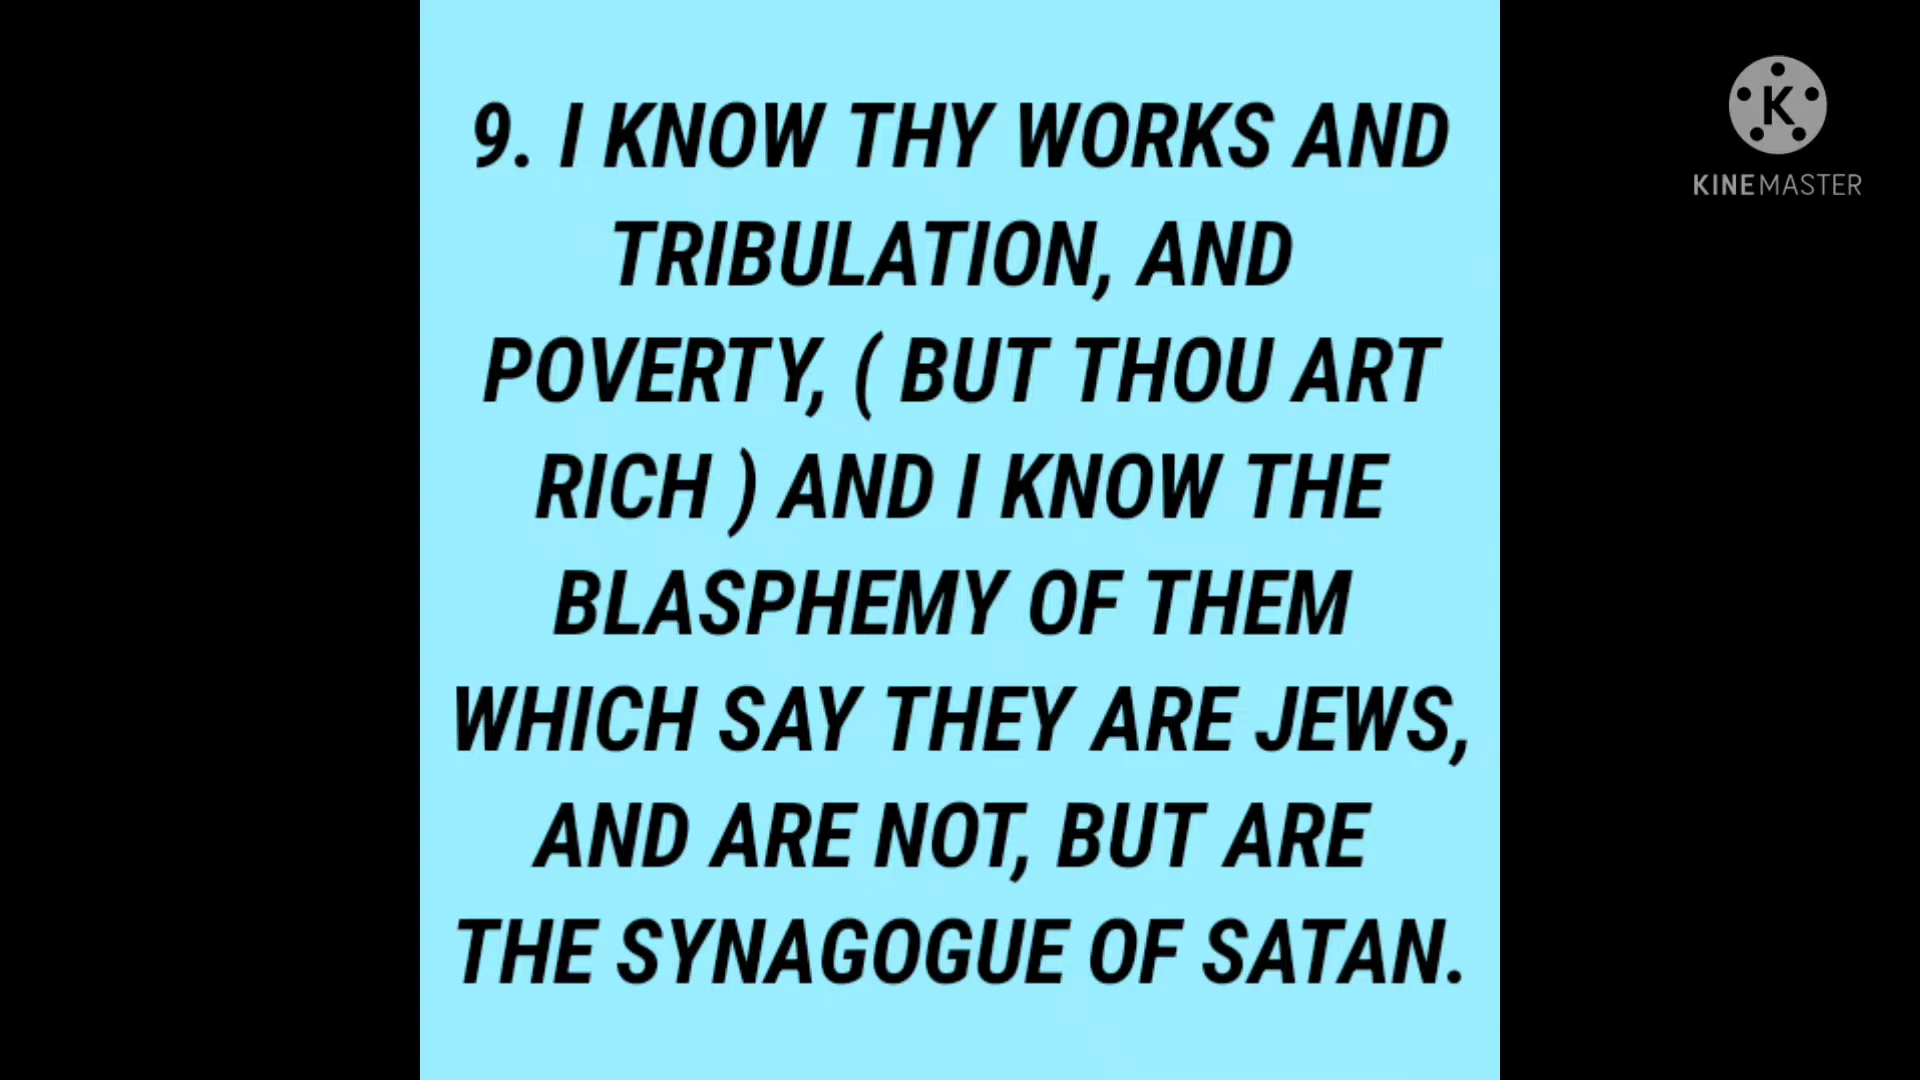 9. I KNOW THY WORKS AND
TRIBULATION, AND
POVERTY, ( BUT THOU ART
RICH ) AND I KNOW THE
BLASPHEMY OF THEM
WHICH SAY THEY ARE JEWS,
AND ARE NOT, BUT ARE
THE SYNAGOGUE OF SATAN.
K
KINEMASTER